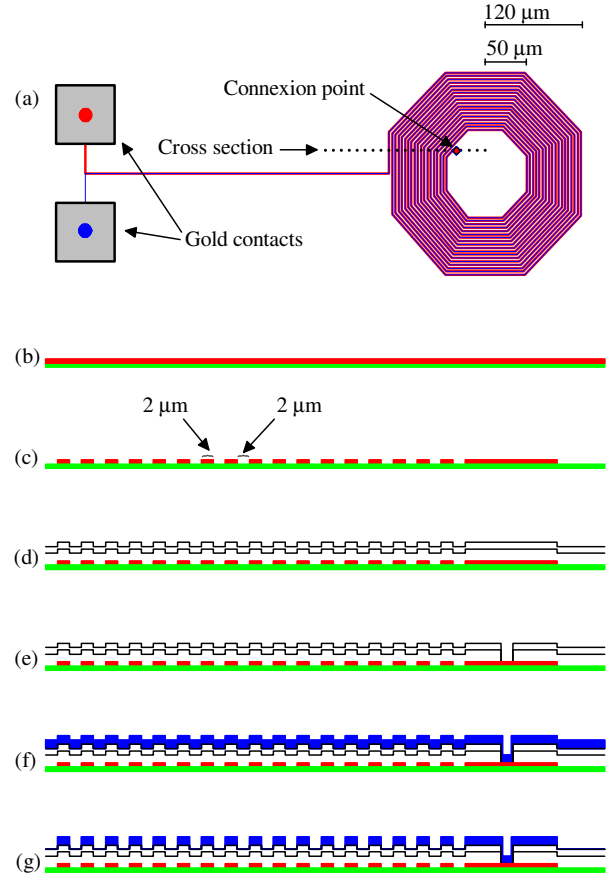 120 μm
50 μm
(a)
Connexion point
Cross section
Gold contacts
(b)
2 μm
2 μm
(c)
(d)
(e)
(f)
(g)